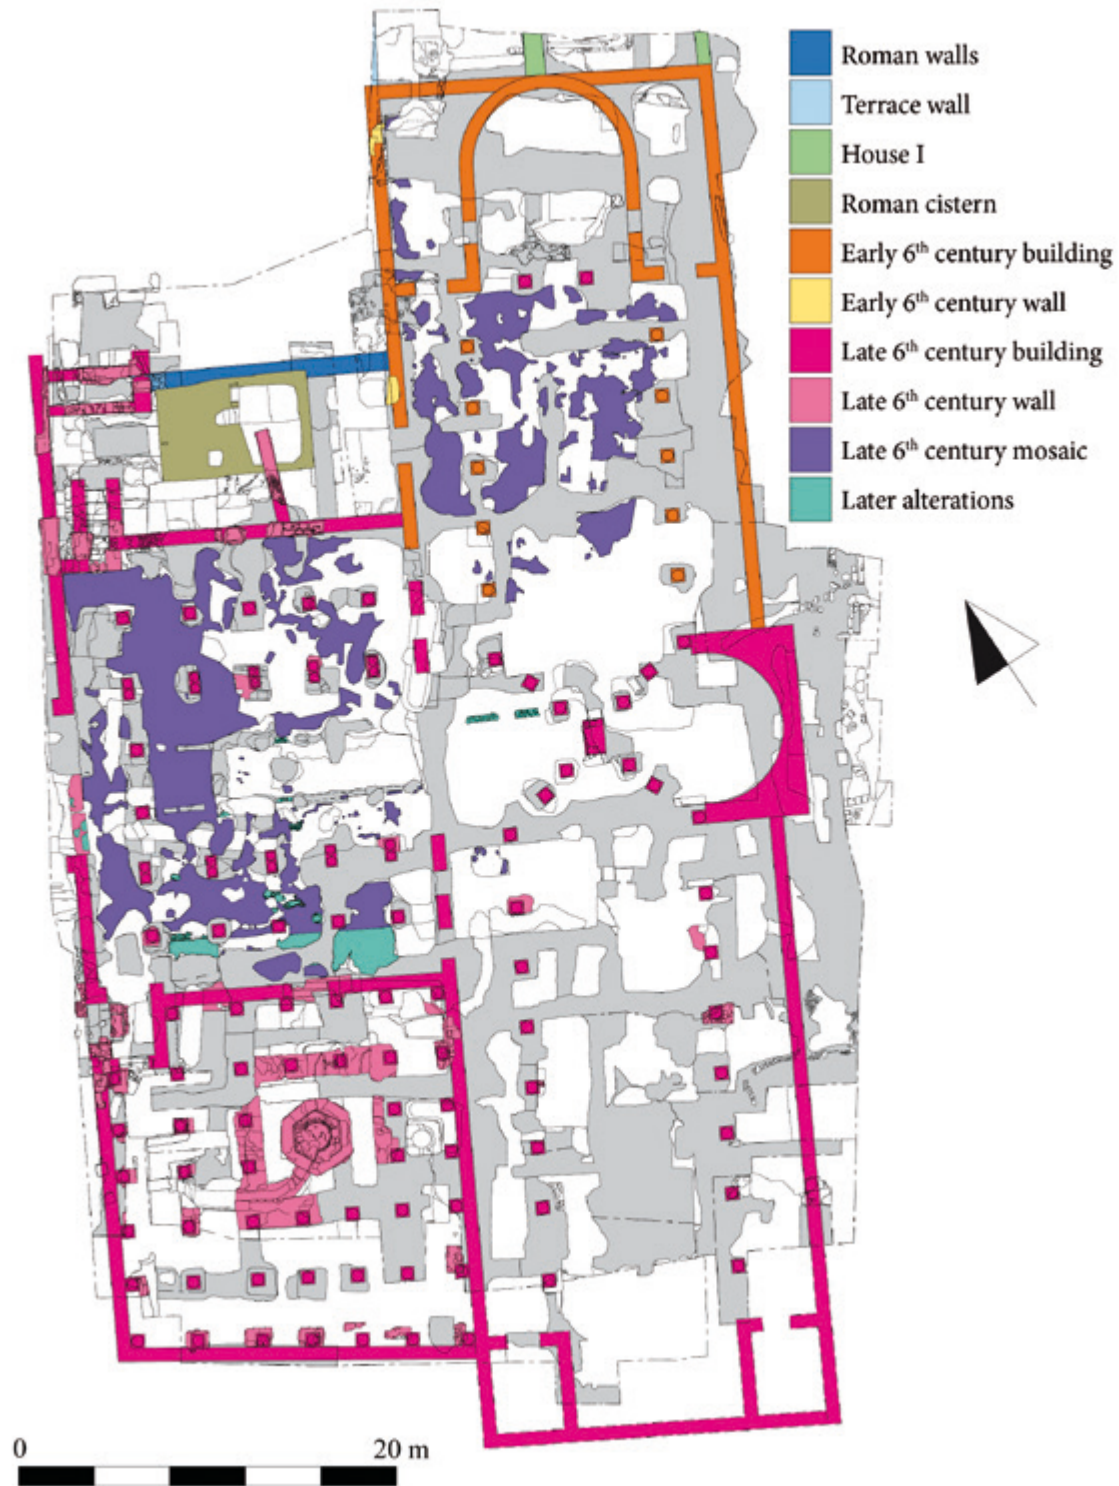 Roman walls
Terrace wall
House I
Roman cistern
Early 6th century building
Early 6th century wall
Late 6th century building
Late 6th century wall
Late 6th century mosaic
Later alterations
0 20 m